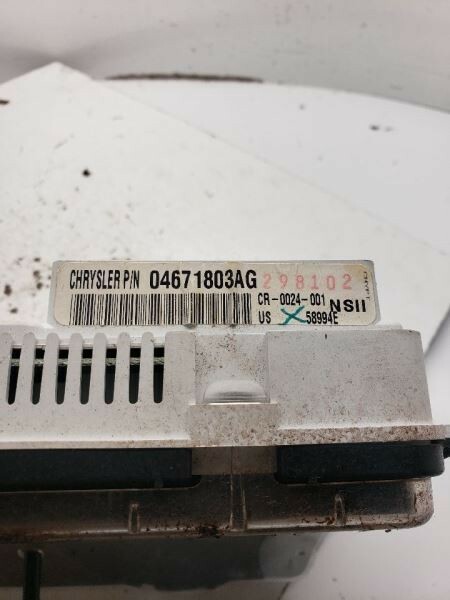 CHRYSLER P/N 04671803AG 298102
CR-0024-001 NSII
US 58994E